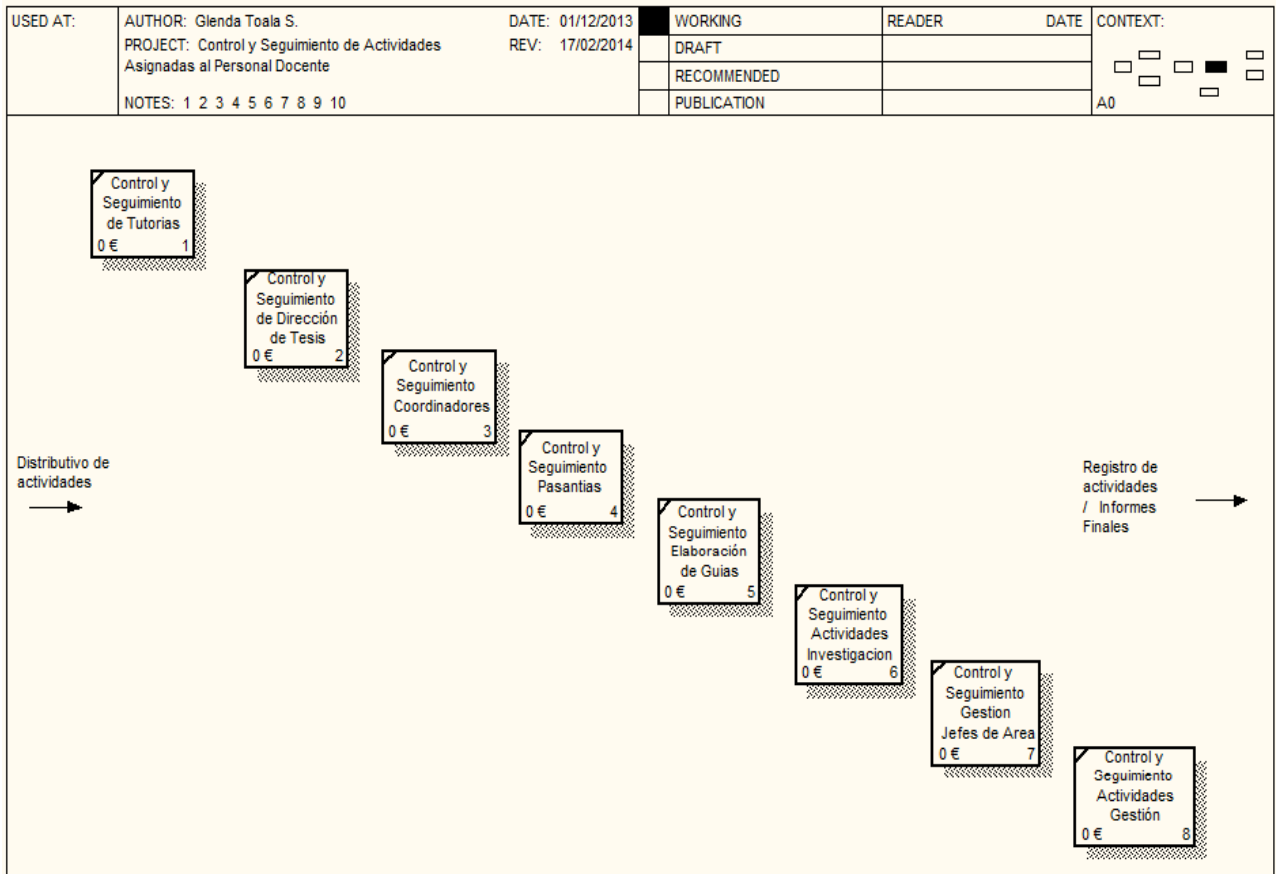 USED AT:
AUTHOR: Glenda Toala S.
DATE: 01/12/2013
PROJECT: Control y Seguimiento de Actividades
REV: 17/02/2014
Asignadas al Personal Docente
NOTES: 1 2 3 4 5 6 7 8 9 10
WORKING
DRAFT
RECOMMENDED
PUBLICATION
READER DATE
CONTEXT:
A0
Control y
Seguimiento
de Tutorias
0 € 1
Control y
Seguimiento
de Dirección
de Tesis
0 € 2
Control y
Seguimiento
Coordinadores
0 € 3
Control y
Seguimiento
Pasantias
0 € 4
Distributivo de
actividades
Registro de
actividades
/ Informes
Finales
Control y
Seguimiento
Elaboración
de Guias
0 € 5
Control y
Seguimiento
Actividades
Investigacion
0 € 6
Control y
Seguimiento
Gestion
Jefes de Area
0 € 7
Control y
Seguimiento
Actividades
Gestión
0 € 8